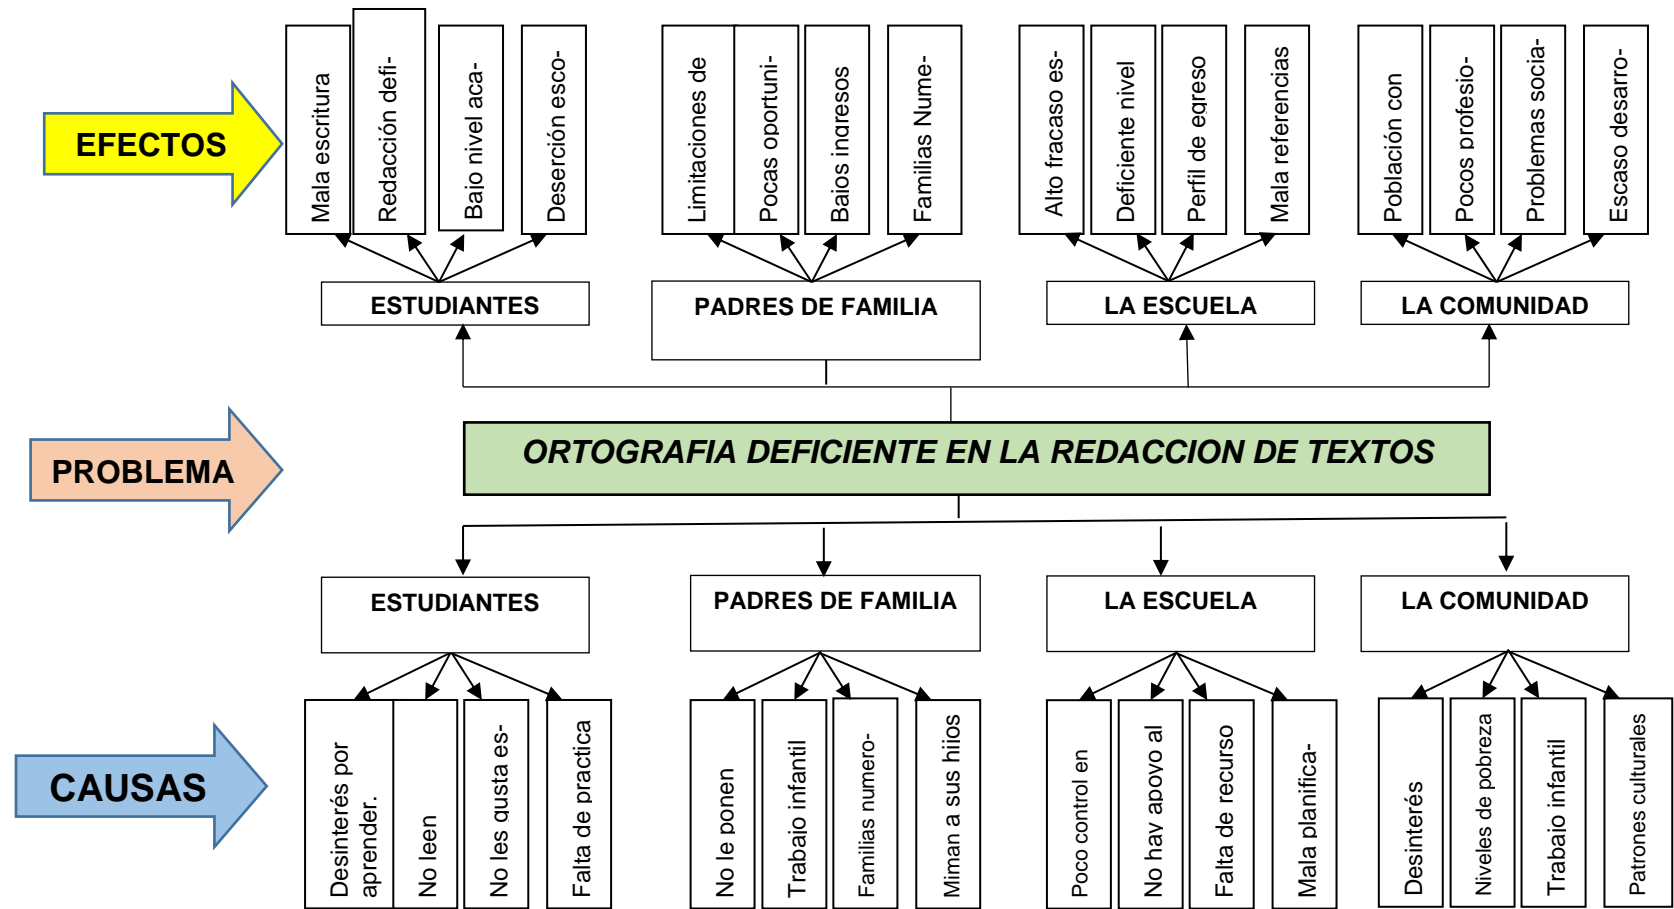 Mala escritura
Redacción defi-
Bajo nivel aca-
Deserción esco-
Limitaciones de
Pocas oportuni-
Bajos ingresos
Familias Nume-
Alto fracaso es-
Deficiente nivel
Perfil de egreso
Mala referencias
Población con
Pocos profesio-
Problemas socia-
Escaso desarro-
EFECTOS
ESTUDIANTES
PADRES DE FAMILIA
LA ESCUELA
LA COMUNIDAD
PROBLEMA
ORTOGRAFIA DEFICIENTE EN LA REDACCION DE TEXTOS
ESTUDIANTES
PADRES DE FAMILIA
LA ESCUELA
LA COMUNIDAD
CAUSAS
Desinterés por
aprender.
No leen
No les gusta es-
Falta de practica
No le ponen
Trabajo infantil
Familias numero-
Miman a sus hijos
Poco control en
No hay apoyo al
Falta de recurso
Mala planifica-
Desinterés
Niveles de pobreza
Trabajo infantil
Patrones culturales